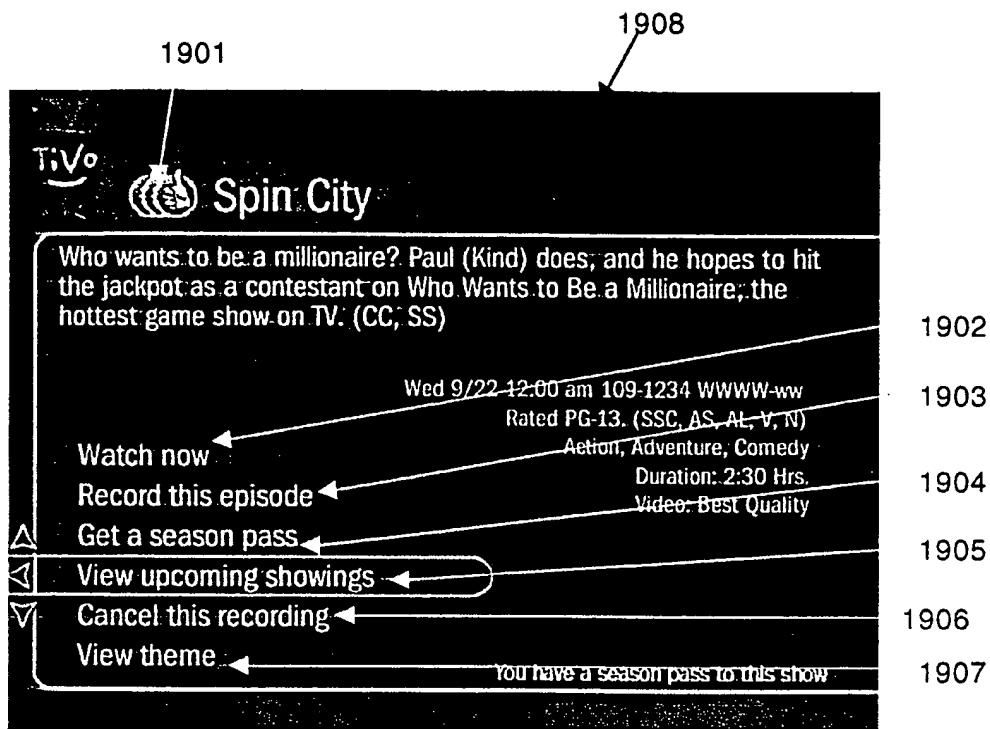 1908
1901
TiVo
Spin City
Who wants to be a millionaire? Paul (Kind) does, and he hopes to hit
the jackpot as a contestant on Who Wants to Be a Millionaire, the
hottest game show on TV. (CC, SS)
1902
Wed 9/22 12:00 am 109-1234 WWWW-ww
1903
Rated PG-13. (SSC, AS, AL, V, N)
Watch now
Action, Adventure, Comedy
Duration: 2:30 Hrs.
1904
Record this episode
Video: Best Quality
Get a season pass
1905
View upcoming showings
Cancel this recording
1906
View theme
You have a season pass to this show
1907